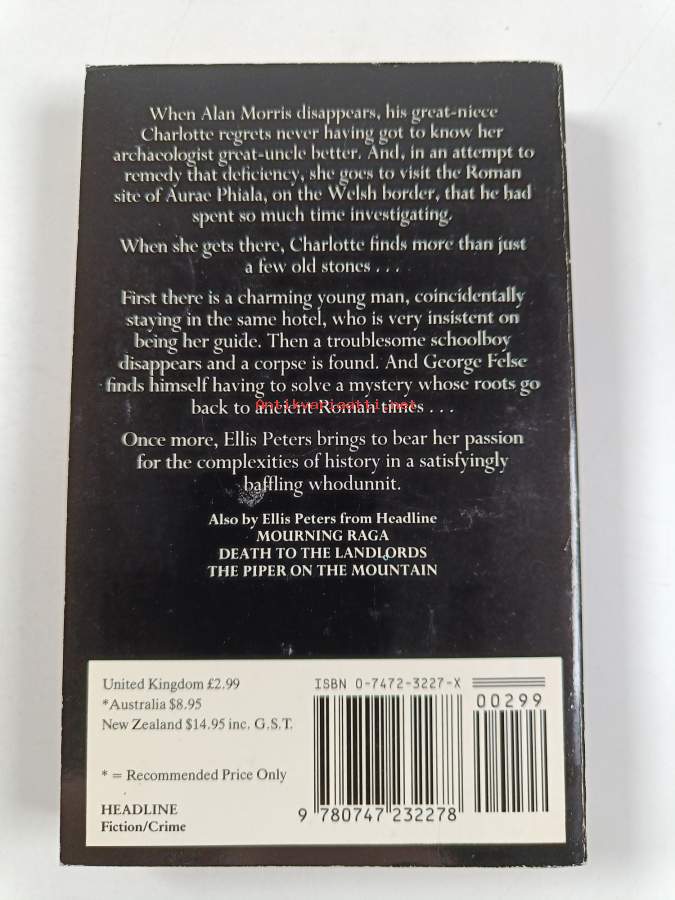 When Alan Morris disappears, his great-niece
Charlotte regrets never having got to know her
archaeologist great-uncle better. And, in an attempt to
remedy that deficiency, she goes to visit the Roman
site of Aurae Phiala, on the Welsh border, that he had
spent so much time investigating.
When she gets there, Charlotte finds more than just
a few old stones . . .
First there is a charming young man, coincidentally
staying in the same hotel, who is very insistent on
being her guide. Then a troublesome schoolboy
disappears and a corpse is found. And George Felse
finds himself having to solve a mystery whose roots go
back to ancient Roman times . . .
Antikvariaatti.net
Once more, Ellis Peters brings to bear her passion
for the complexities of history in a satisfyingly
baffling whodunnit.
Also by Ellis Peters from Headline
MOURNING RAGA
DEATH TO THE LANDLORDS
THE PIPER ON THE MOUNTAIN
United Kingdom £2.99
*Australia $8.95
New Zealand $14.95 inc. G.S.T.
* = Recommended Price Only
HEADLINE
Fiction/Crime
ISBN 0-7472-3227-X
00299
9 780747 232278